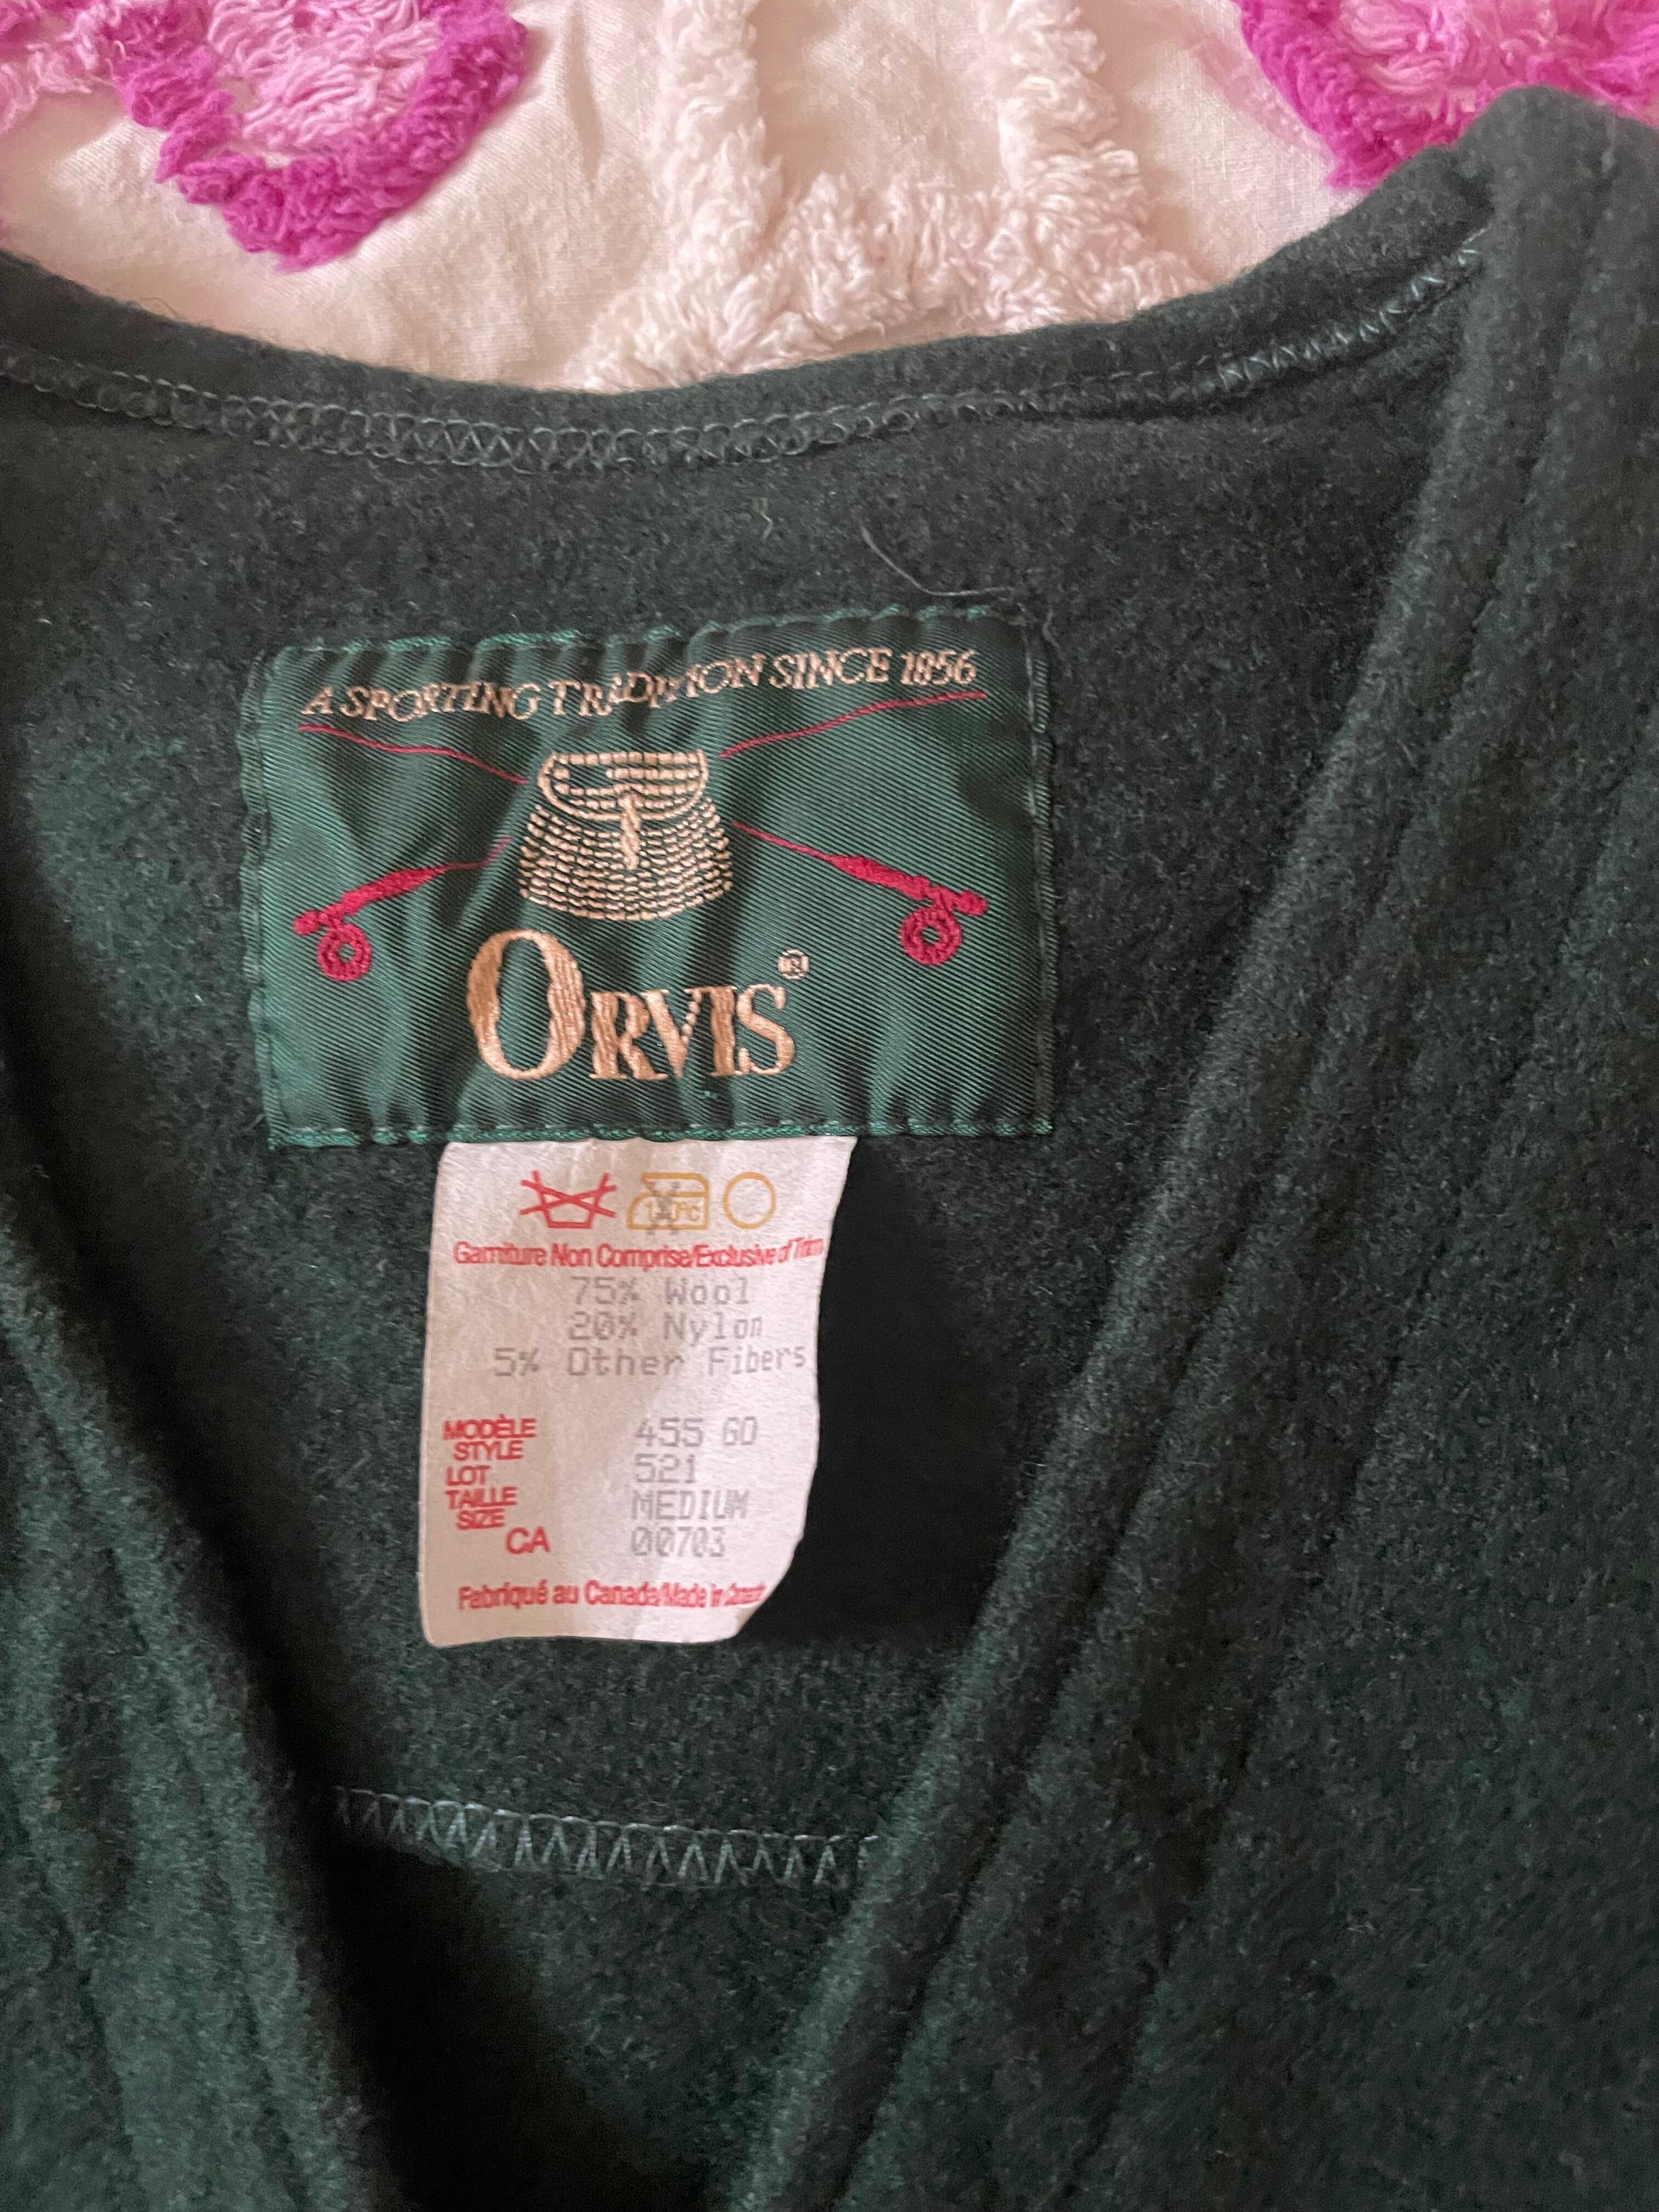 A SPORTING TRADITION SINCE 1856
ORVIS®
Garniture Non Comprise/Exclusive of Trim
75% Wool
20% Nylon
5% Other Fibers
MODÈLE
STYLE 455 GO
LOT 521
TAILLE
SIZE MEDIUM
CA 00703
Fabriqué au Canada/Made in Canada